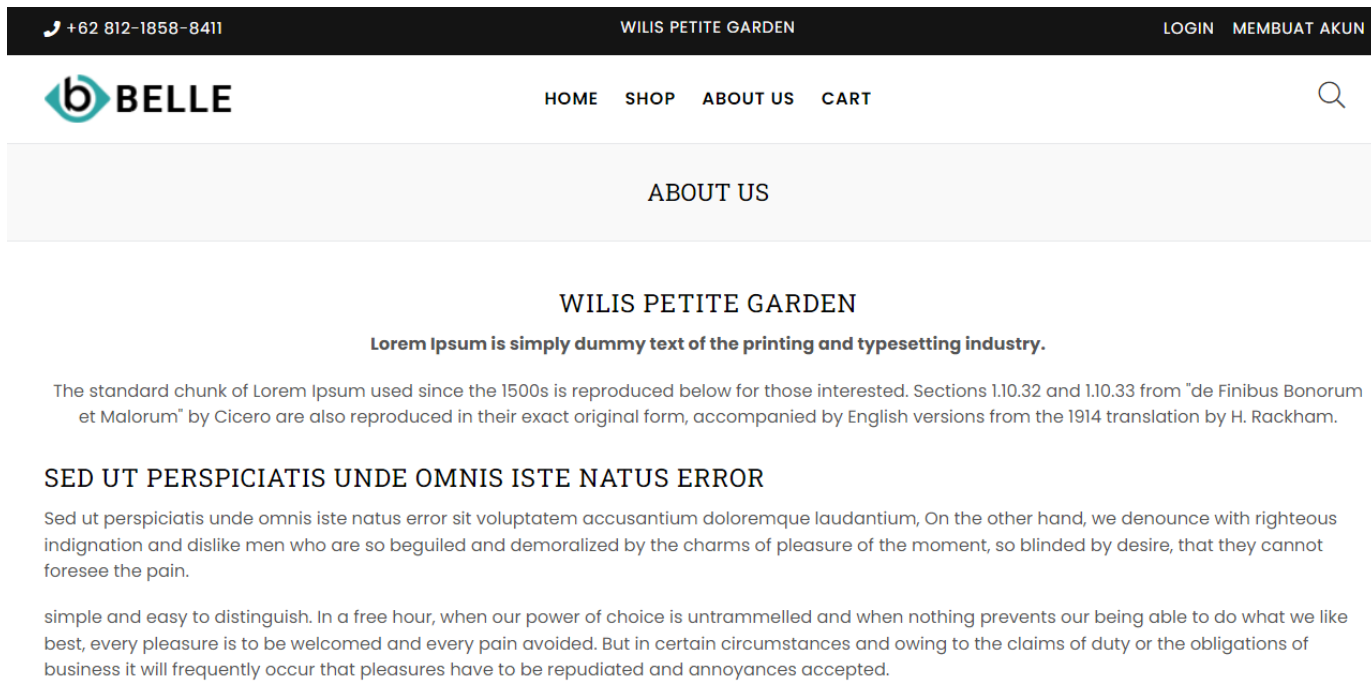 +62 812-1858-8411 WILIS PETITE GARDEN LOGIN MEMBUAT AKUN
b BELLE HOME SHOP ABOUT US CART
ABOUT US
WILIS PETITE GARDEN
Lorem Ipsum is simply dummy text of the printing and typesetting industry.
The standard chunk of Lorem Ipsum used since the 1500s is reproduced below for those interested. Sections 1.10.32 and 1.10.33 from "de Finibus Bonorum
et Malorum" by Cicero are also reproduced in their exact original form, accompanied by English versions from the 1914 translation by H. Rackham.
SED UT PERSPICIATIS UNDE OMNIS ISTE NATUS ERROR
Sed ut perspiciatis unde omnis iste natus error sit voluptatem accusantium doloremque laudantium, On the other hand, we denounce with righteous
indignation and dislike men who are so beguiled and demoralized by the charms of pleasure of the moment, so blinded by desire, that they cannot
foresee the pain.
simple and easy to distinguish. In a free hour, when our power of choice is untrammelled and when nothing prevents our being able to do what we like
best, every pleasure is to be welcomed and every pain avoided. But in certain circumstances and owing to the claims of duty or the obligations of
business it will frequently occur that pleasures have to be repudiated and annoyances accepted.